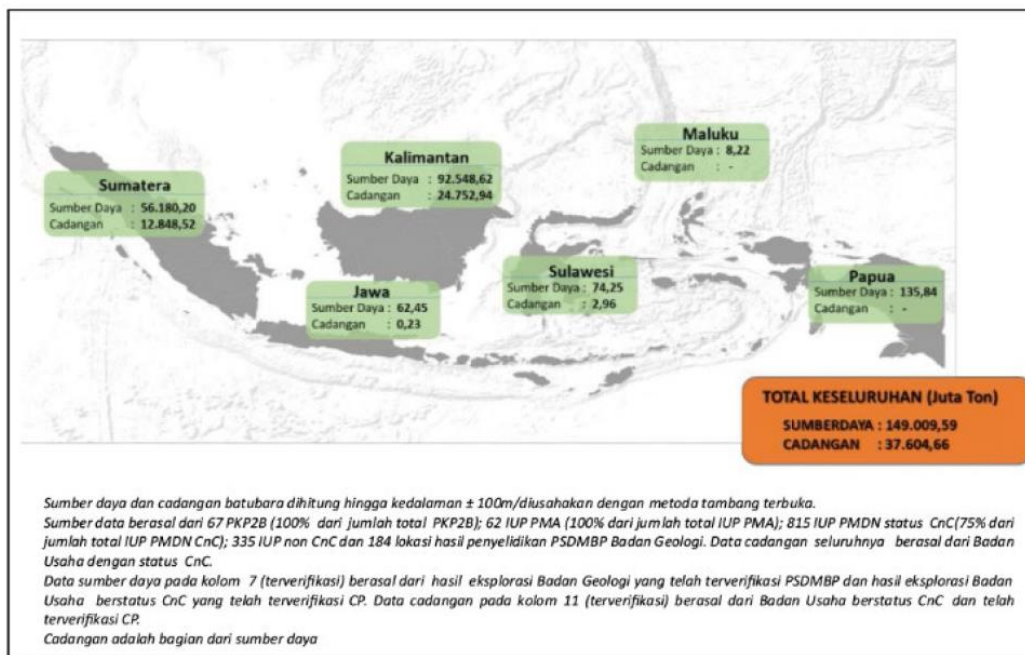 Maluku
Sumber Daya : 8,22
Cadangan : -
Kalimantan
Sumber Daya : 92.548,62
Cadangan : 24.752,94
Sumatera
Sumber Daya : 56.180,20
Cadangan : 12.848,52
Sulawesi
Sumber Daya : 74,25
Cadangan : 2,96
Papua
Sumber Daya : 135,84
Cadangan : -
Jawa
Sumber Daya : 62,45
Cadangan : 0,23
TOTAL KESELURUHAN (Juta Ton)
SUMBERDAYA : 149.009,59
CADANGAN : 37.604,66
Sumber daya dan cadangan batubara dihitung hingga kedalaman ± 100m/diusahakan dengan metoda tambang terbuka.
Sumber data berasal dari 67 PKP2B (100% dari jumlah total PKP2B); 62 IUP PMA (100% dari jumlah total IUP PMA); 815 IUP PMDN status CnC(75% dari
jumlah total IUP PMDN CnC); 335 IUP non CnC dan 184 lokasi hasil penyelidikan PSDMBP Badan Geologi. Data cadangan seluruhnya berasal dari Badan
Usaha dengan status CnC.
Data sumber daya pada kolom 7 (terverifikasi) berasal dari hasil eksplorasi Badan Geologi yang telah terverifikasi PSDMBP dan hasil eksplorasi Badan
Usaha berstatus CnC yang telah terverifikasi CP. Data cadangan pada kolom 11 (terverifikasi) berasal dari Badan Usaha berstatus CnC dan telah
terverifikasi CP.
Cadangan adalah bagian dari sumber daya